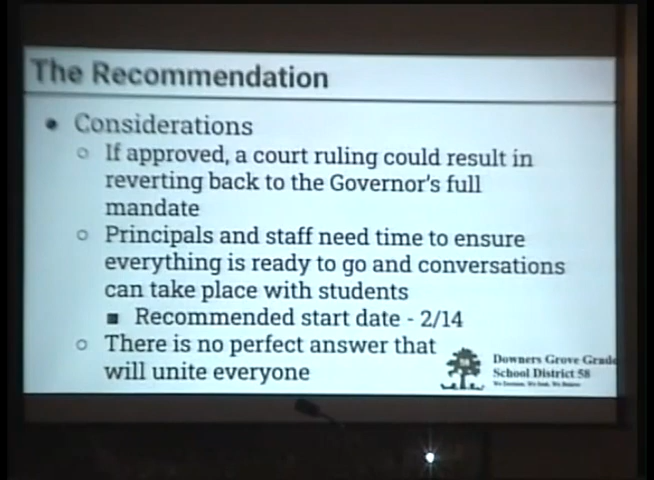 The Recommendation
● Considerations
○ If approved, a court ruling could result in
reverting back to the Governor's full
mandate
○ Principals and staff need time to ensure
everything is ready to go and conversations
can take place with students
■ Recommended start date - 2/14
○ There is no perfect answer that
will unite everyone
Downers Grove Grade
School District 58